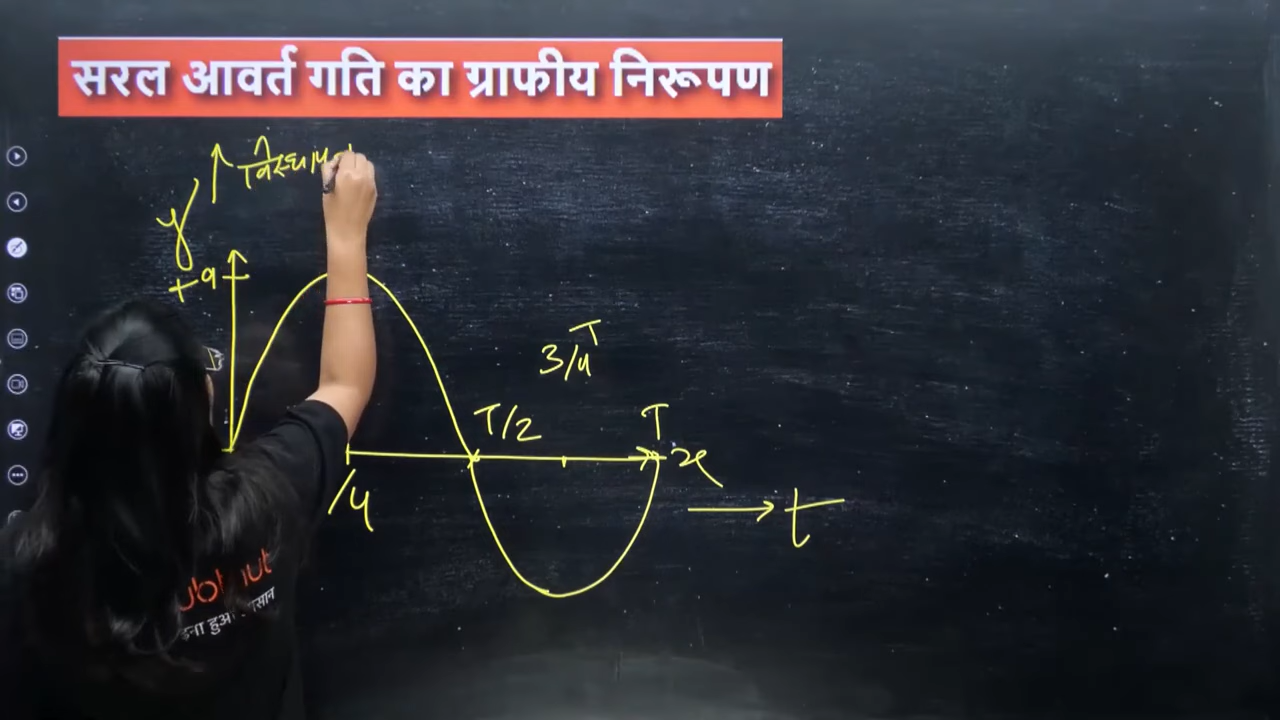 सरल आवर्त गति का ग्राफीय निरूपण
y
+a
3/4 T
T/2
T
x
/4
t